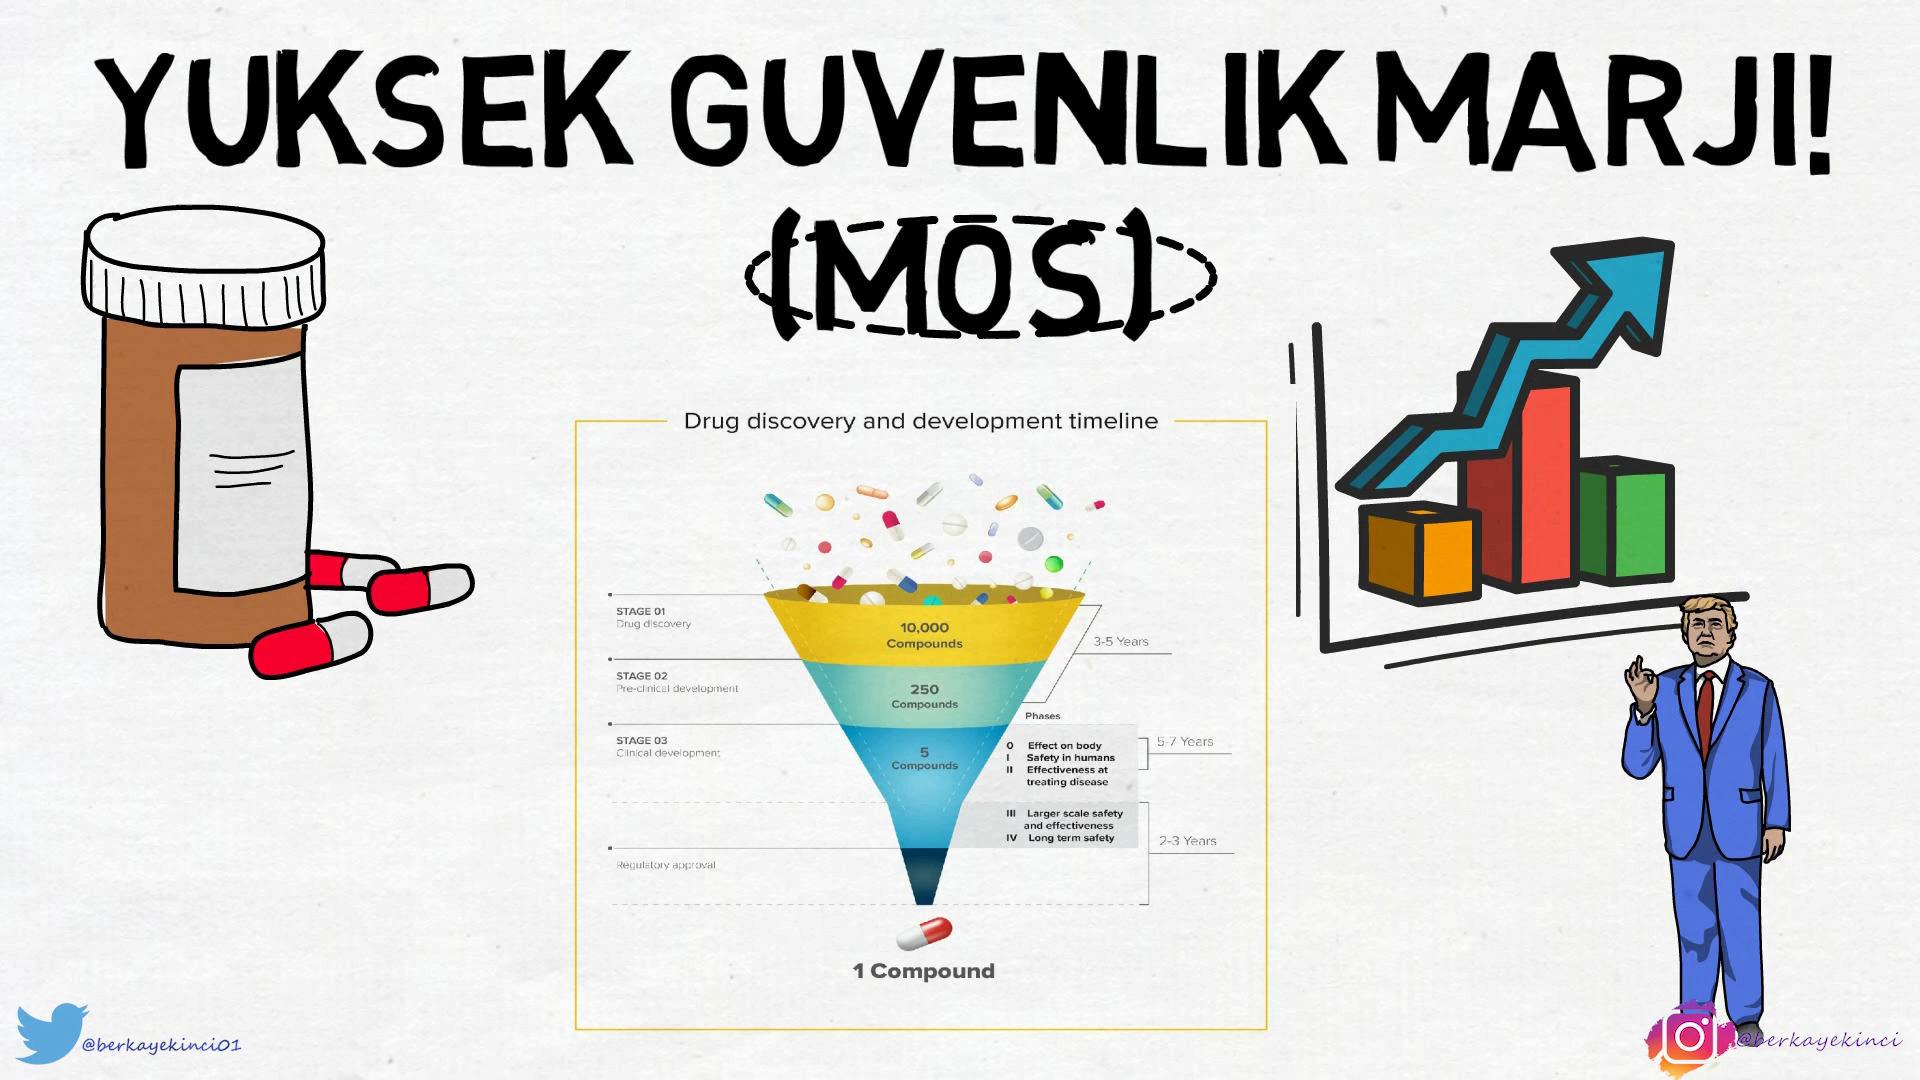 YUKSEK GUVENLIK MARJI!
(MOS)
Drug discovery and development timeline
STAGE 01
Drug discovery
10,000
Compounds
3-5 Years
STAGE 02
Pre-clinical development
250
Compounds
Phases
STAGE 03
Clinical development
5
Compounds
0 Effect on body
I Safety in humans
II Effectiveness at
treating disease
5-7 Years
III Larger scale safety
and effectiveness
IV Long term safety
2-3 Years
Regulatory approval
1 Compound
@berkayekinci01
@berkayekinci